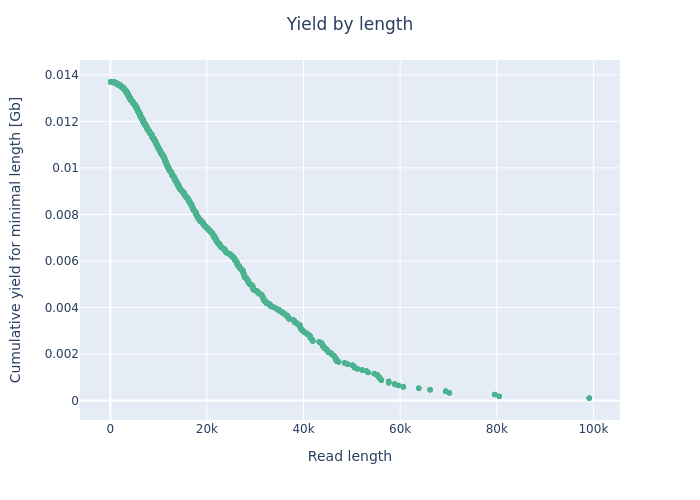 Yield by length
Cumulative yield for minimal length [Gb]
0.014
0.012
0.01
0.008
0.006
0.004
0.002
0
0 20k 40k 60k 80k 100k
Read length